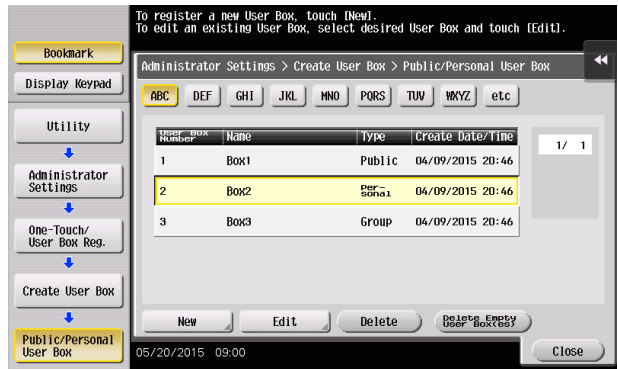 To register a new User Box, touch [New].
To edit an existing User Box, select desired User Box and touch [Edit].
Bookmark
Display Keypad
Utility
Administrator
Settings
One-Touch/
User Box Reg.
Create User Box
Public/Personal
User Box
Administrator Settings > Create User Box > Public/Personal User Box
ABC DEF GHI JKL MNO PQRS TUV WXYZ etc
User Box
Number Name Type Create Date/Time
1/ 1
1 Box1 Public 04/09/2015 20:46
2 Box2 Per-
sonal 04/09/2015 20:46
3 Box3 Group 04/09/2015 20:46
New Edit Delete Delete Empty
User Box(es)
05/20/2015 09:00 Close